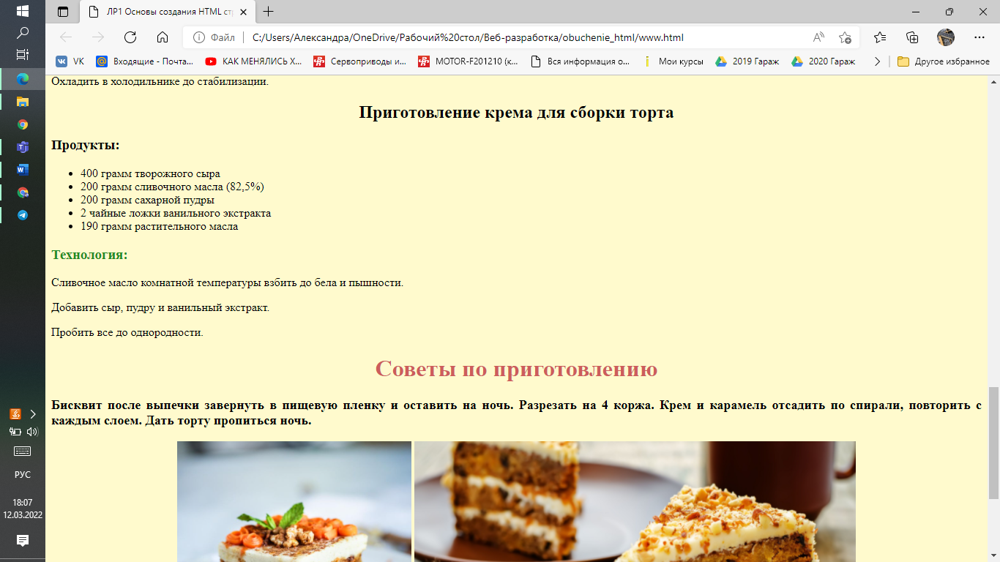 ЛР1 Основы создания HTML ст
Файл
C:/Users/Александра/OneDrive/Рабочий%20стол/Веб-разработка/obuchenie_html/www.html
VK
Входящие - Почта...
КАК МЕНЯЛИСЬ Х...
Сервоприводы и...
MOTOR-F201210 (к...
Вся информация о...
Мои курсы
2019 Гараж
2020 Гараж
Другое избранное
Охладить в холодильнике до стабилизации.
Приготовление крема для сборки торта
Продукты:
• 400 грамм творожного сыра
• 200 грамм сливочного масла (82,5%)
• 200 грамм сахарной пудры
• 2 чайные ложки ванильного экстракта
• 190 грамм растительного масла
Технология:
Сливочное масло комнатной температуры взбить до бела и пышности.
Добавить сыр, пудру и ванильный экстракт.
Пробить все до однородности.
Советы по приготовлению
Бисквит после выпечки завернуть в пищевую пленку и оставить на ночь. Разрезать на 4 коржа. Крем и карамель отсадить по спирали, повторить с
каждым слоем. Дать торту пропиться ночь.
РУС
18:07
12.03.2022